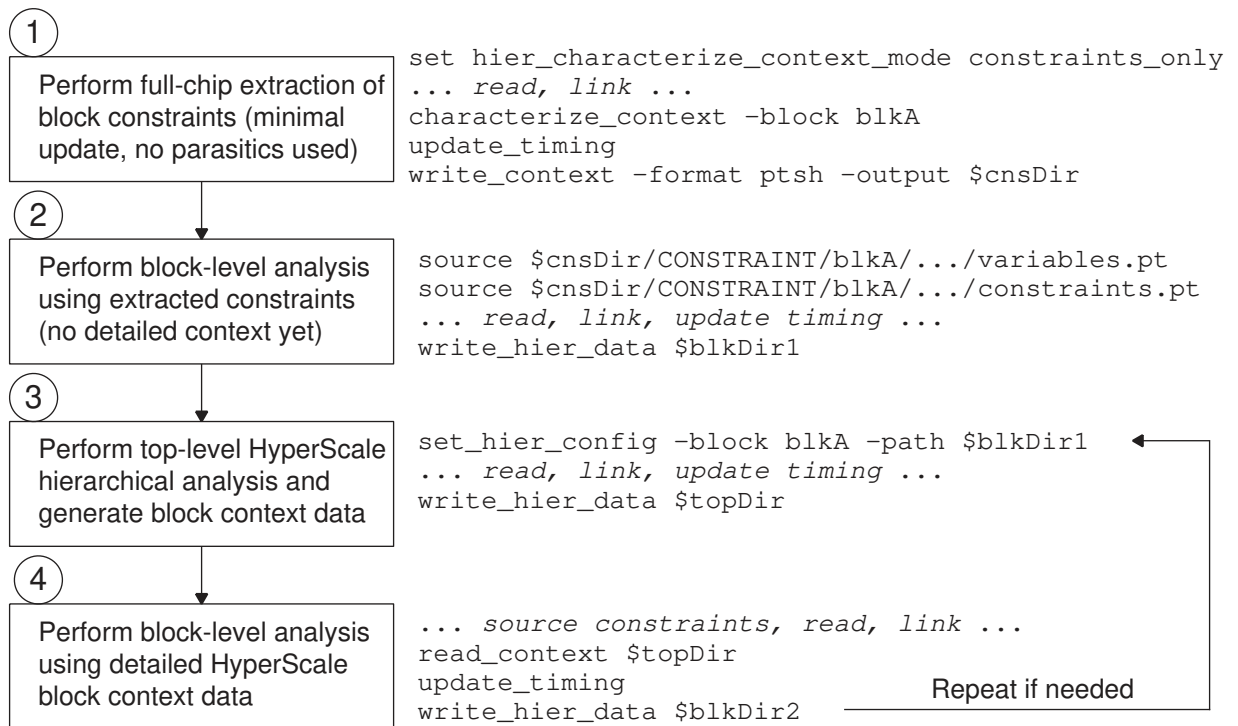 1
Perform full-chip extraction of
block constraints (minimal
update, no parasitics used)
set hier_characterize_context_mode constraints_only
... read, link ...
characterize_context –block blkA
update_timing
write_context –format ptsh –output $cnsDir
2
Perform block-level analysis
using extracted constraints
(no detailed context yet)
source $cnsDir/CONSTRAINT/blkA/.../variables.pt
source $cnsDir/CONSTRAINT/blkA/.../constraints.pt
... read, link, update timing ...
write_hier_data $blkDir1
3
Perform top-level HyperScale
hierarchical analysis and
generate block context data
set_hier_config –block blkA –path $blkDir1
... read, link, update timing ...
write_hier_data $topDir
4
Perform block-level analysis
using detailed HyperScale
block context data
... source constraints, read, link ...
read_context $topDir
update_timing
write_hier_data $blkDir2
Repeat if needed